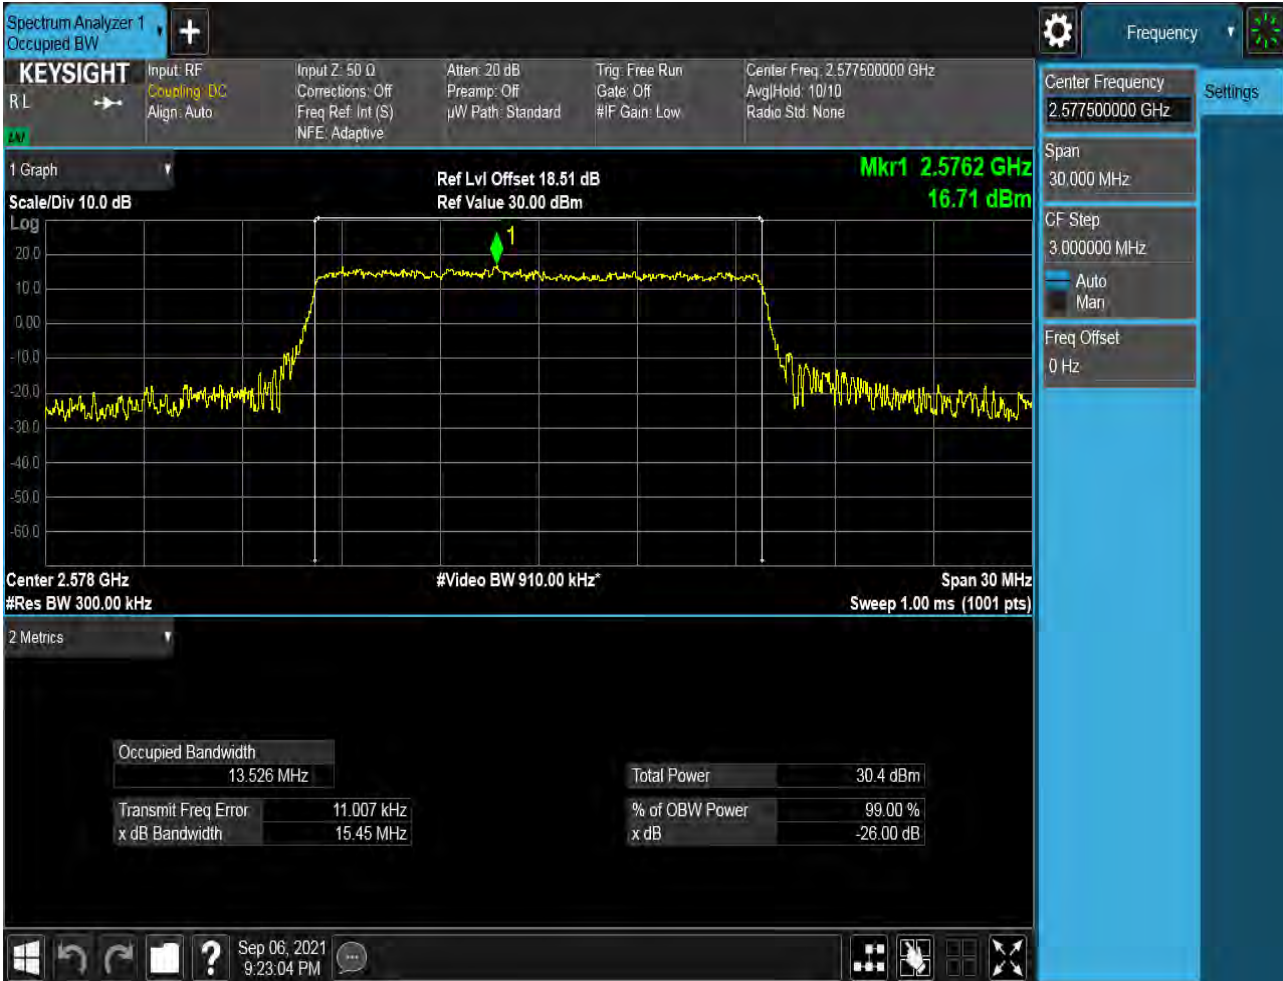 Spectrum Analyzer 1
Occupied BW
+
Frequency
KEYSIGHT
R L
LNI
Input: RF
Coupling: DC
Align: Auto
Input Z: 50 Ω
Corrections: Off
Freq Ref: Int (S)
NFE: Adaptive
Atten: 20 dB
Preamp: Off
µW Path: Standard
Trig: Free Run
Gate: Off
#IF Gain: Low
Center Freq: 2.577500000 GHz
Avg|Hold: 10/10
Radio Std: None
Center Frequency
2.577500000 GHz
Settings
Span
30.000 MHz
CF Step
3.000000 MHz
Auto
Man
Freq Offset
0 Hz
1 Graph
Scale/Div 10.0 dB
Log
Ref Lvl Offset 18.51 dB
Ref Value 30.00 dBm
Mkr1 2.5762 GHz
16.71 dBm
1
20.0
10.0
0.00
-10.0
-20.0
-30.0
-40.0
-50.0
-60.0
Center 2.578 GHz
#Res BW 300.00 kHz
#Video BW 910.00 kHz*
Span 30 MHz
Sweep 1.00 ms (1001 pts)
2 Metrics
Occupied Bandwidth
13.526 MHz
Transmit Freq Error 11.007 kHz
x dB Bandwidth 15.45 MHz
Total Power 30.4 dBm
% of OBW Power 99.00 %
x dB -26.00 dB
?
Sep 06, 2021
9:23:04 PM